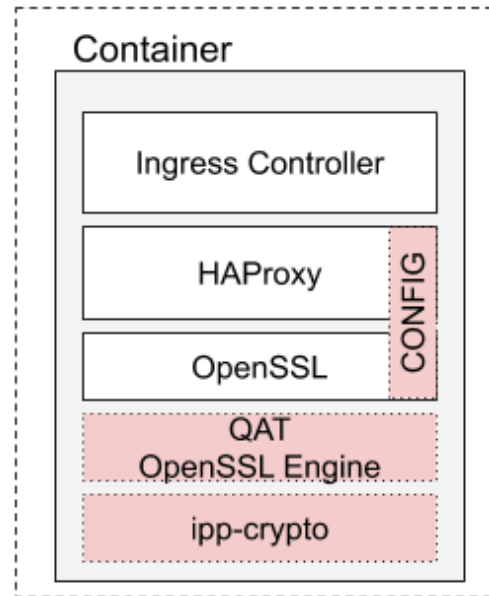 Container
Ingress Controller
HAProxy
CONFIG
OpenSSL
QAT
OpenSSL Engine
ipp-crypto